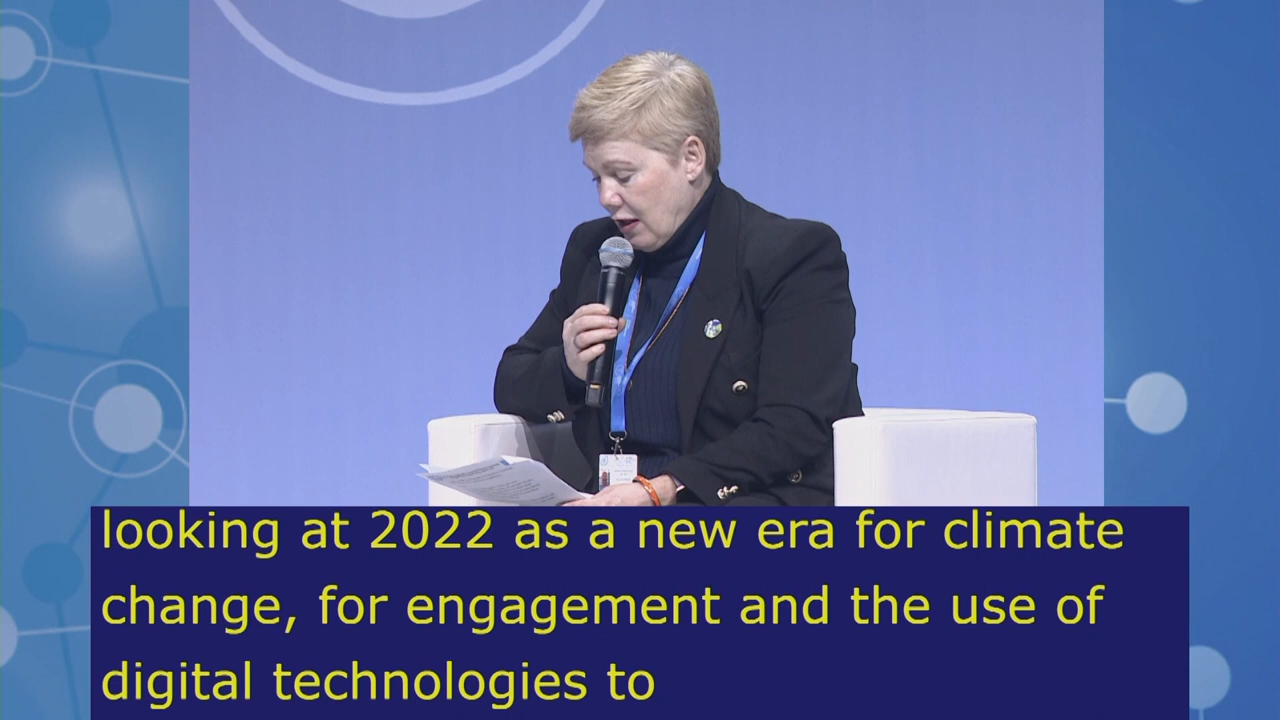 looking at 2022 as a new era for climate
change, for engagement and the use of
digital technologies to